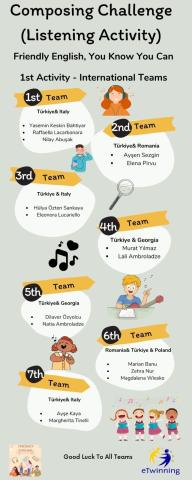 Composing Challenge
(Listening Activity)
Friendly English, You Know You Can
1st Activity - International Teams
1st Team
Türkiye& Italy
Yasemin Keskin Bahtiyar
Raffaella Lacarbonara
Nilay Abuşak
2nd Team
Türkiye& Romania
Ayşen Sezgin
Elena Pirvu
3rd Team
Türkiye & Italy
Hülya Özten Sarıkaya
Eleonora Lucariello
4th Team
Türkiye & Georgia
Murat Yılmaz
Lali Ambroladze
5th Team
Türkiye& Georgia
Dilaver Özyolcu
Natia Ambroladze
6th Team
Romania& Türkiye & Poland
Marian Banu
Zehra Nur
Magdalena Wiesko
7th Team
Türkiye& Italy
Ayşe Kaya
Margherita Tinelli
Good Luck To All Teams
eTwinning